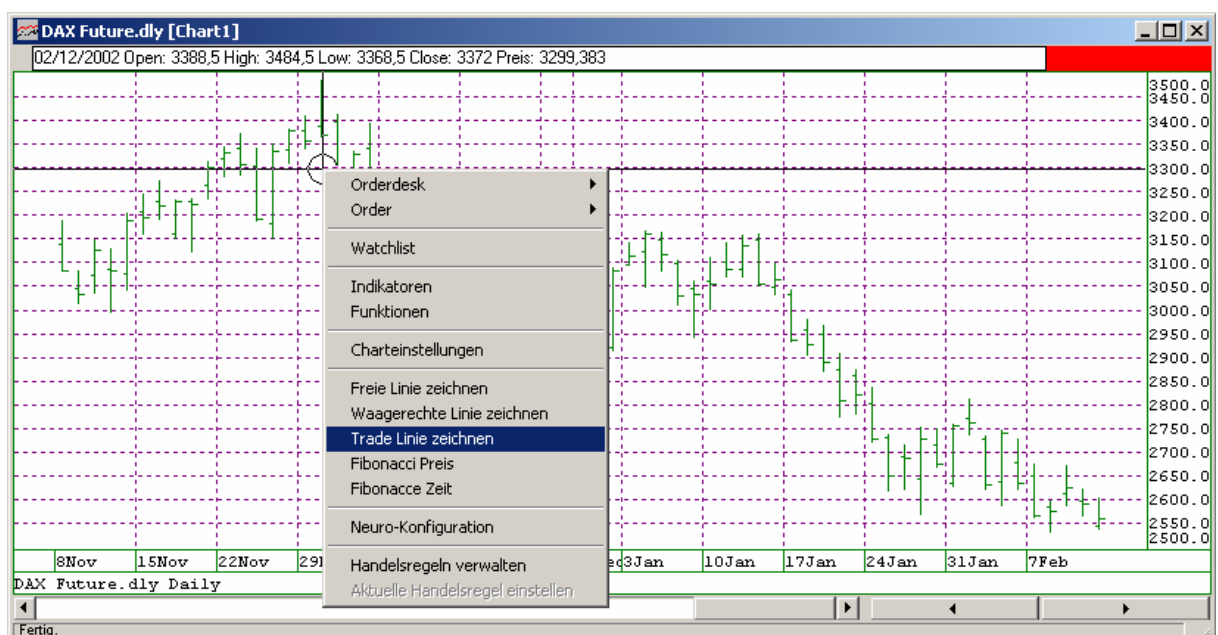 DAX Future.dly [Chart1]
02/12/2002 Open: 3388,5 High: 3484,5 Low: 3368,5 Close: 3372 Preis: 3299,383
3500.0
3450.0
3400.0
3350.0
3300.0
3250.0
3200.0
3150.0
3100.0
3050.0
3000.0
2950.0
2900.0
2850.0
2800.0
2750.0
2700.0
2650.0
2600.0
2550.0
2500.0
Orderdesk
Order
Watchlist
Indikatoren
Funktionen
Charteinstellungen
Freie Linie zeichnen
Waagerechte Linie zeichnen
Trade Linie zeichnen
Fibonacci Preis
Fibonacce Zeit
Neuro-Konfiguration
Handelsregeln verwalten
Aktuelle Handelsregel einstellen
8Nov 15Nov 22Nov 3Jan 10Jan 17Jan 24Jan 31Jan 7Feb
DAX Future.dly Daily
Fertig.